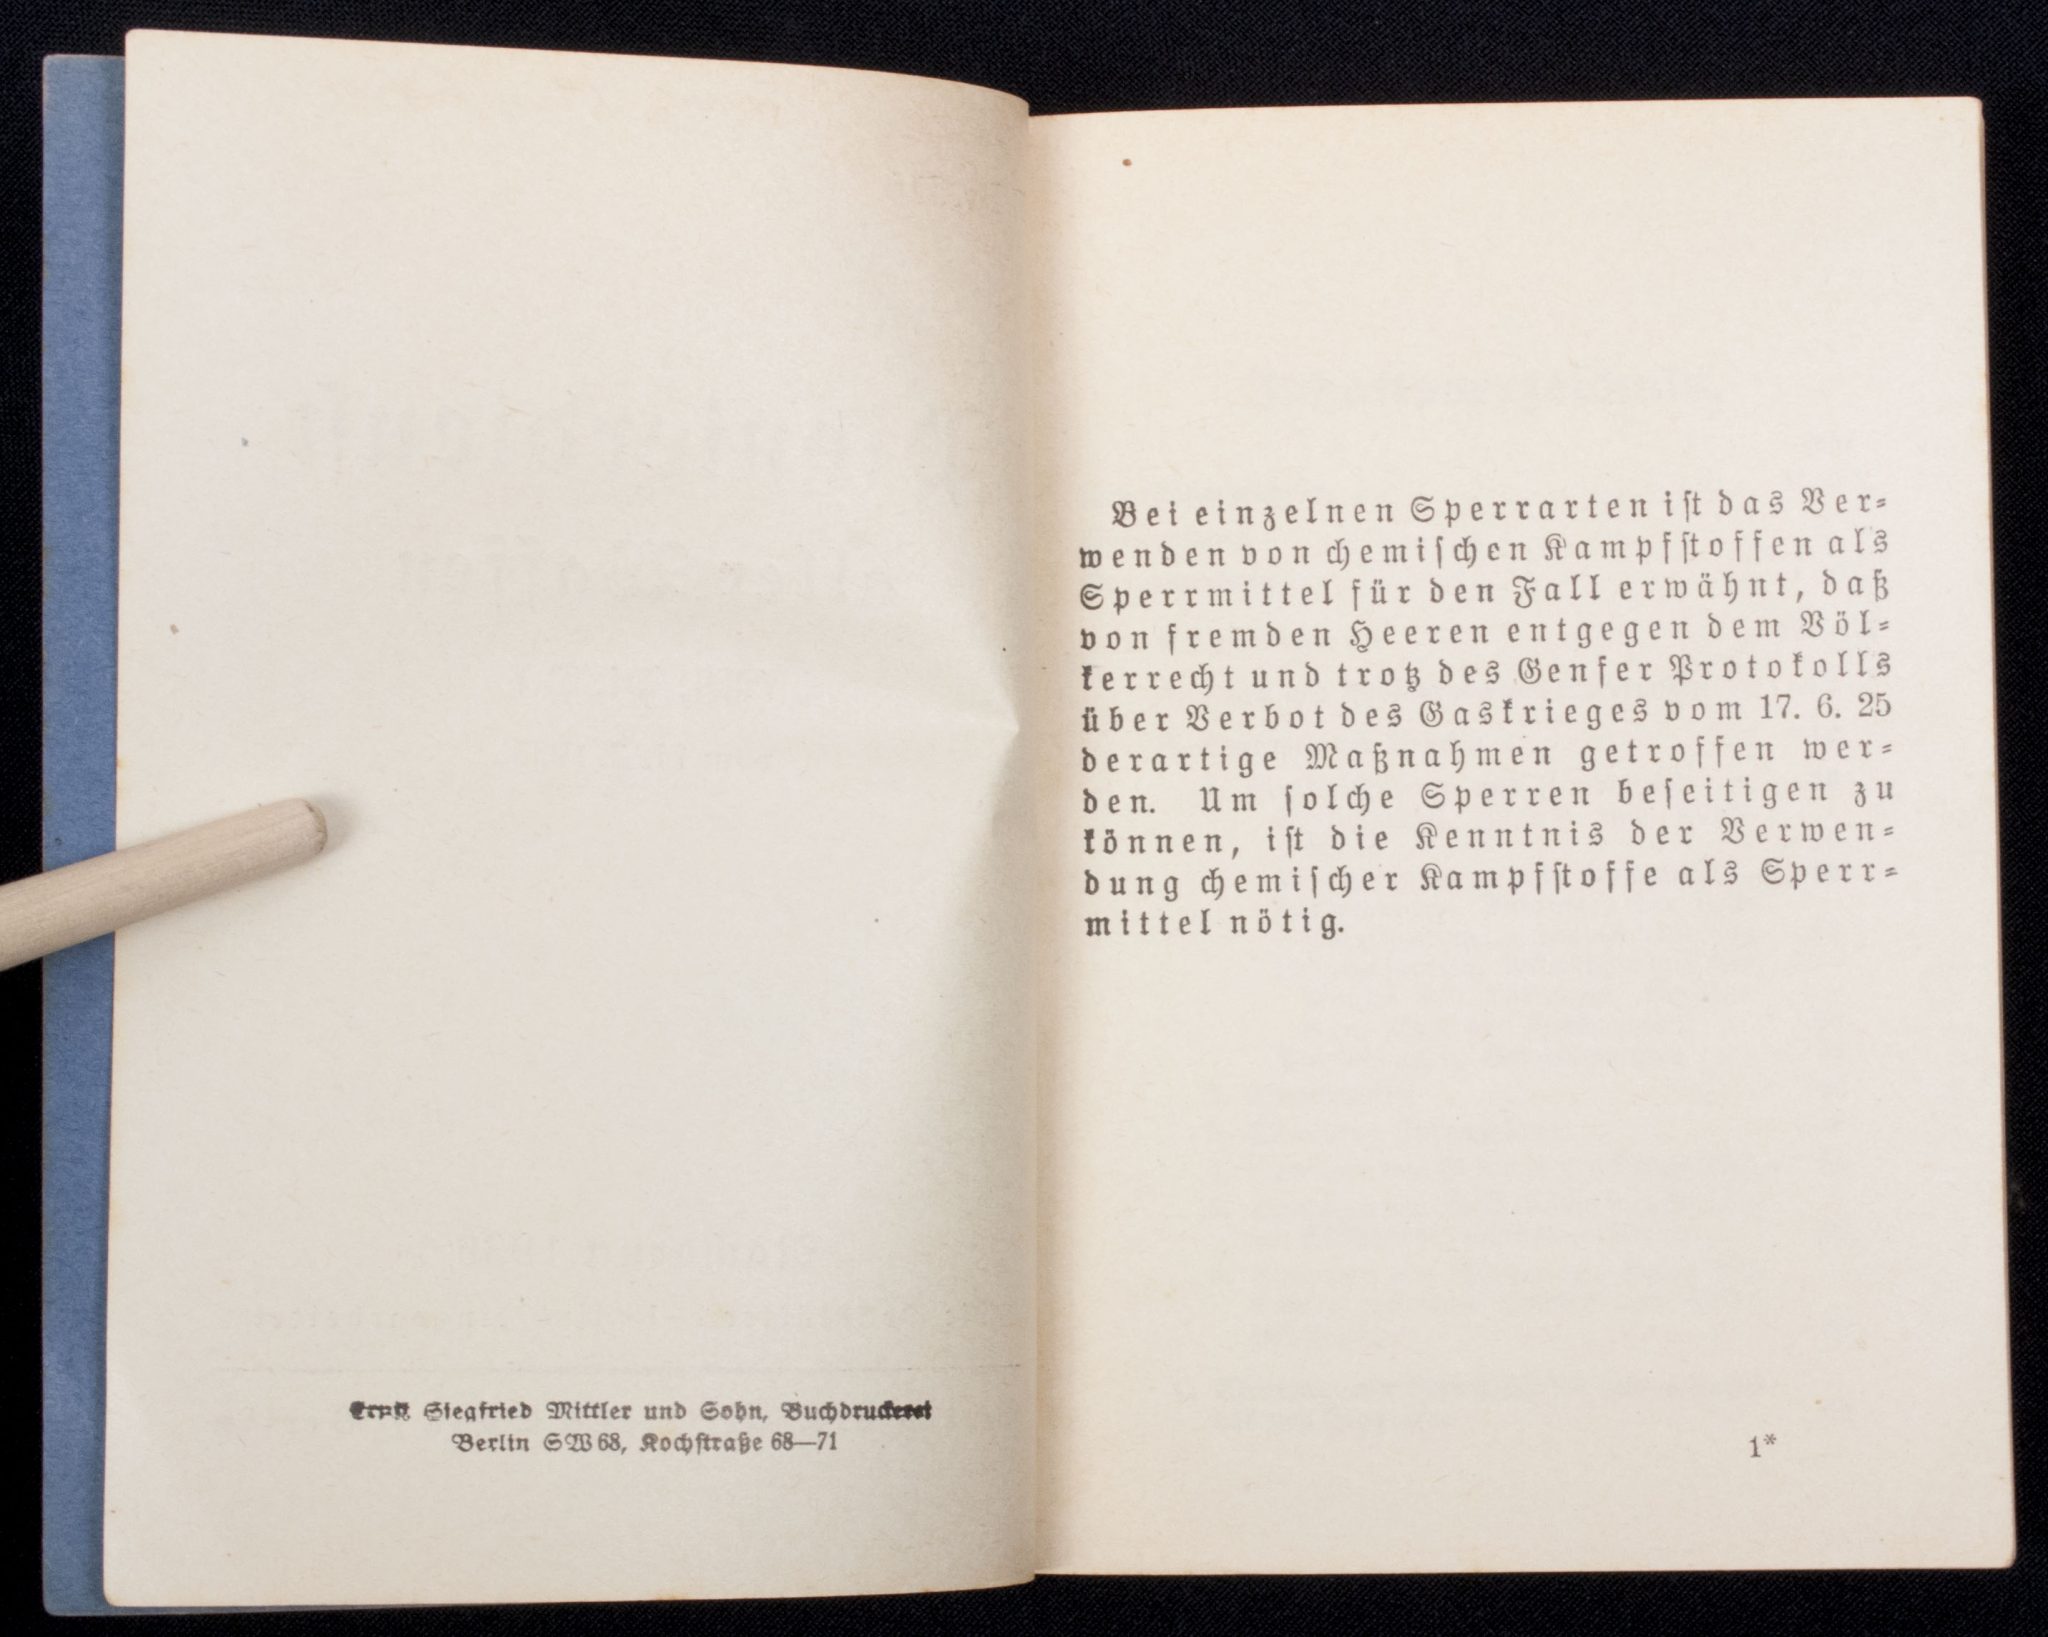 Ernst Siegfried Mittler und Sohn, Buchdruckerei
Berlin SW 68, Kochstraße 68—71
Bei einzelnen Sperrarten ist das Ver-
wenden von chemischen Kampfstoffen als
Sperrmittel für den Fall erwähnt, daß
von fremden Heeren entgegen dem Völ-
kerrecht und trotz des Genfer Protokolls
über Verbot des Gaskrieges vom 17. 6. 25
derartige Maßnahmen getroffen wer-
den. Um solche Sperren beseitigen zu
können, ist die Kenntnis der Verwen-
dung chemischer Kampfstoffe als Sperr-
mittel nötig.
1*